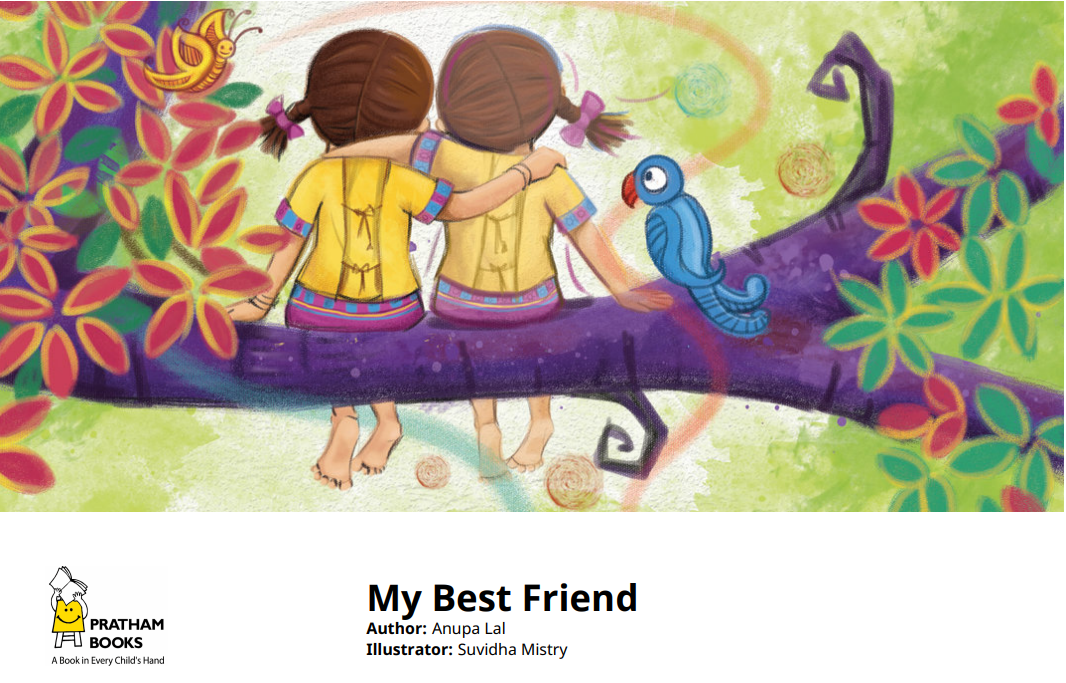 My Best Friend
Author: Anupa Lal
Illustrator: Suvidha Mistry
PRATHAM
BOOKS
A Book in Every Child's Hand